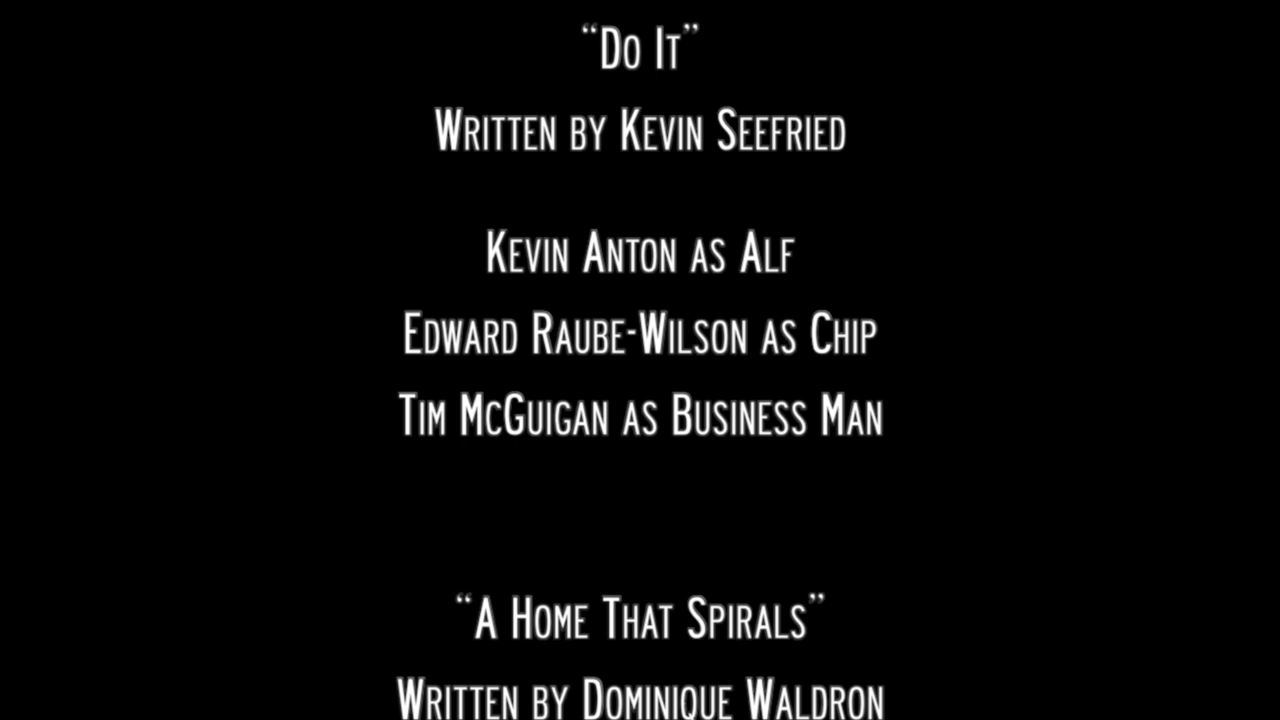 “Do It”
Written by Kevin Seefried
Kevin Anton as Alf
Edward Raube-Wilson as Chip
Tim McGuigan as Business Man
“A Home That Spirals”
Written by Dominique Waldron